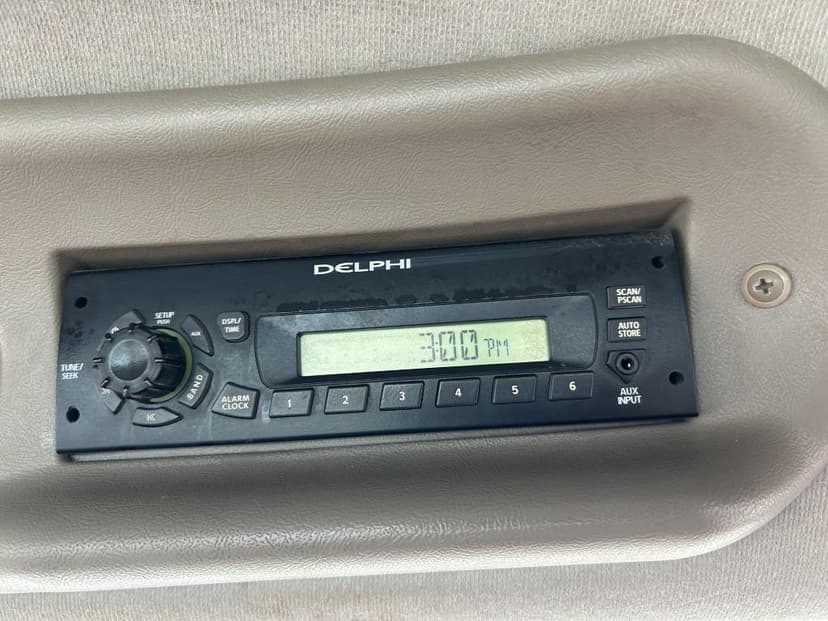 DELPHI
SETUP
PUSH
AUX
DSPL/
TIME
SCAN/
PSCAN
3:00 PM
AUTO
STORE
TUNE/
SEEK
BAND
ALARM
CLOCK
1 2 3 4 5 6
AUX
INPUT